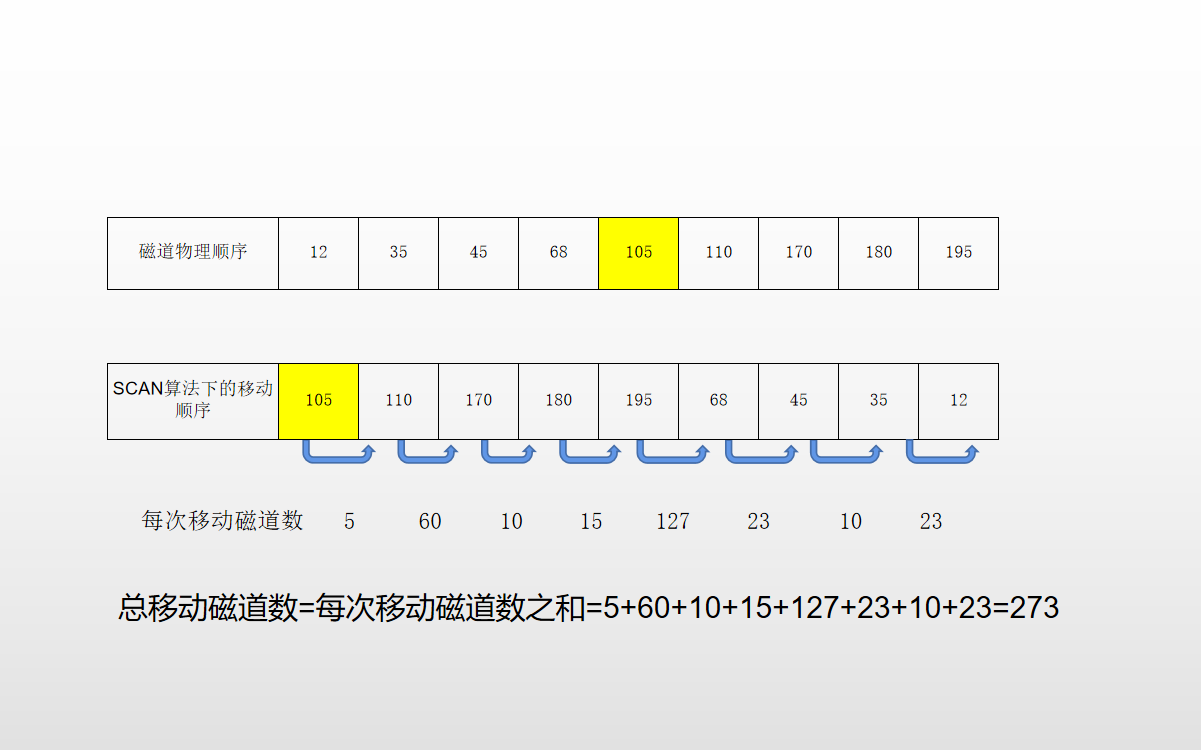 磁道物理顺序 12 35 45 68 105 110 170 180 195
SCAN算法下的移动
顺序 105 110 170 180 195 68 45 35 12
每次移动磁道数 5 60 10 15 127 23 10 23
总移动磁道数=每次移动磁道数之和=5+60+10+15+127+23+10+23=273